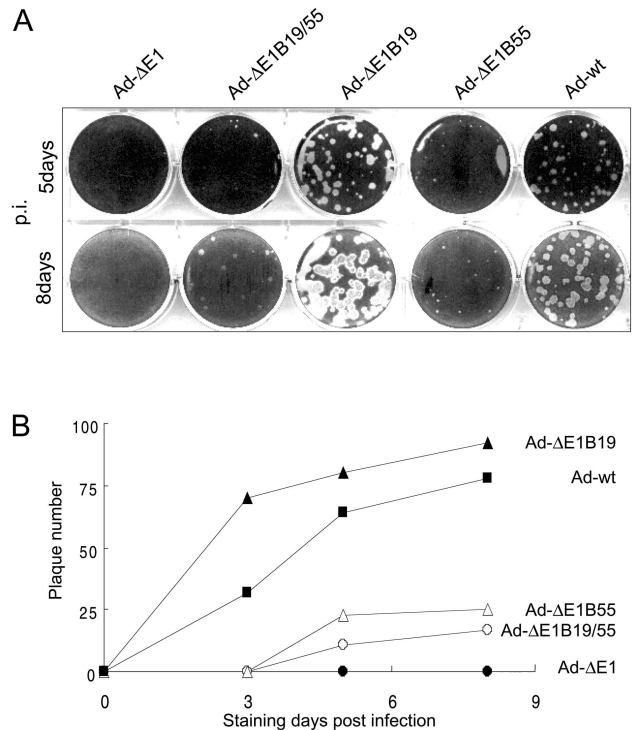 A
Ad-ΔE1
Ad-ΔE1B19/55
Ad-ΔE1B19
Ad-ΔE1B55
Ad-wt
p.i.
5days
8days
B
Plaque number
100
75
50
25
0
0
3
6
9
Staining days post infection
Ad-ΔE1B19
Ad-wt
Ad-ΔE1B55
Ad-ΔE1B19/55
Ad-ΔE1